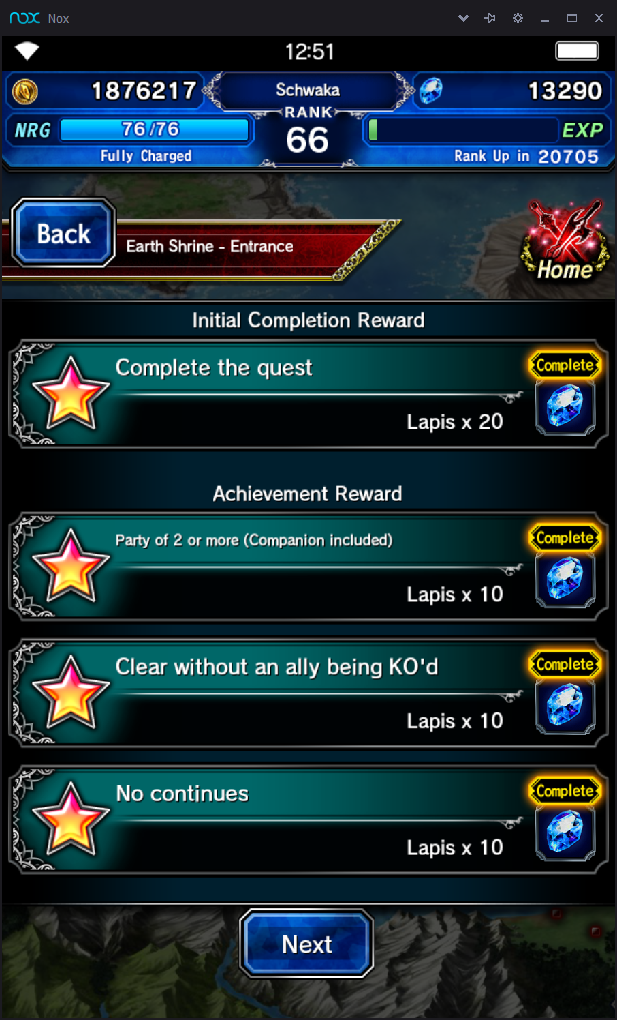 nox Nox
12:51
1876217
Schwaka
13290
NRG 76/76
RANK
66
EXP
Fully Charged
Rank Up in 20705
Back
Earth Shrine - Entrance
Home
Initial Completion Reward
Complete the quest
Complete
Lapis x 20
Achievement Reward
Party of 2 or more (Companion included)
Complete
Lapis x 10
Clear without an ally being KO'd
Complete
Lapis x 10
No continues
Complete
Lapis x 10
Next